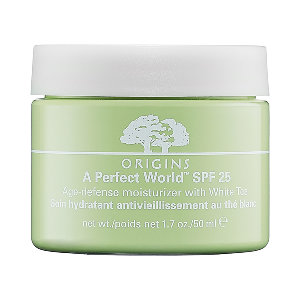 ORIGINS
A Perfect World™ SPF 25
Age-defense moisturizer with White Tea
Soin hydratant antivieillissement au thé blanc
net wt./poids net 1.7 oz./50 ml ℮